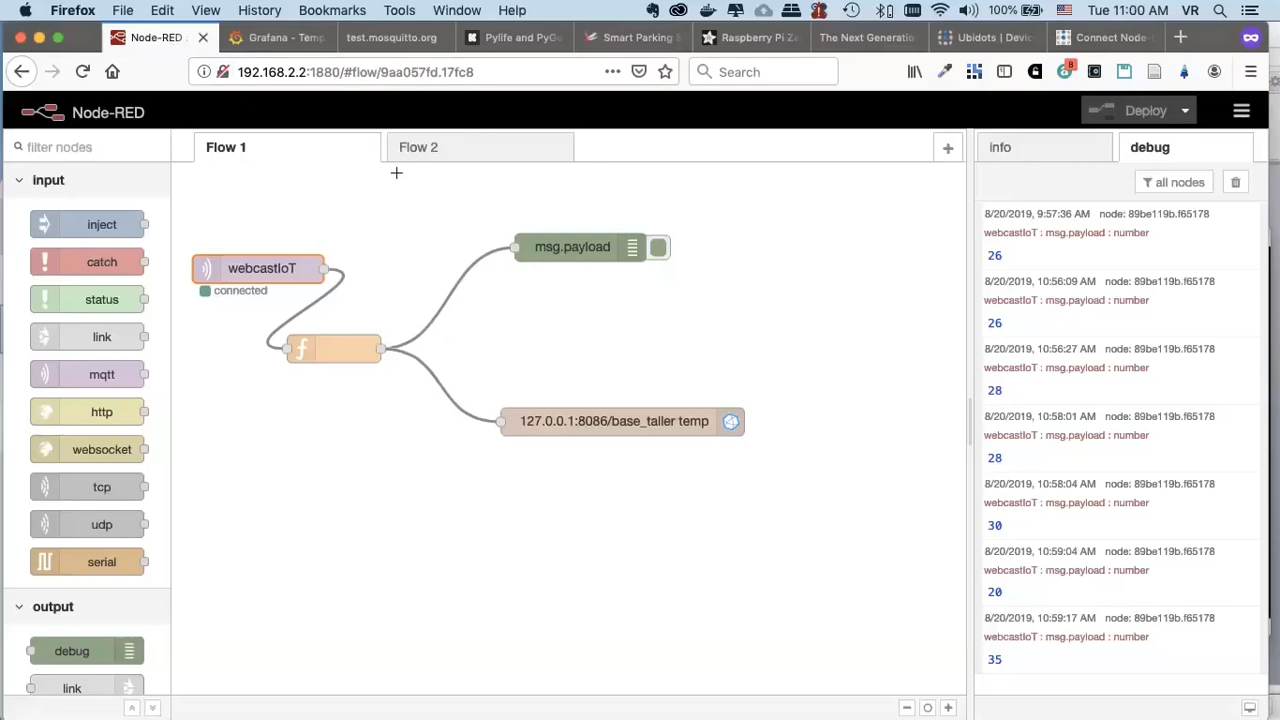 Firefox File Edit View History Bookmarks Tools Window Help 100% Tue 11:00 AM VR
Node-RED : Grafana - Temp test.mosquitto.org Pylife and PyGo Smart Parking S Raspberry Pi Ze The Next Generation Ubidots | Devic Connect Node-
192.168.2.2:1880/#flow/9aa057fd.17fc8 Search 8
Node-RED Deploy
filter nodes Flow 1 Flow 2 info debug
input
all nodes
inject
catch
status
link
mqtt
http
websocket
tcp
udp
serial
output
debug
link
msg.payload
webcastIoT
connected
127.0.0.1:8086/base_taller temp
8/20/2019, 9:57:36 AM node: 89be119b.f65178
webcastIoT : msg.payload : number
26
8/20/2019, 10:56:09 AM node: 89be119b.f65178
webcastIoT : msg.payload : number
26
8/20/2019, 10:56:27 AM node: 89be119b.f65178
webcastIoT : msg.payload : number
28
8/20/2019, 10:58:01 AM node: 89be119b.f65178
webcastIoT : msg.payload : number
28
8/20/2019, 10:58:04 AM node: 89be119b.f65178
webcastIoT : msg.payload : number
30
8/20/2019, 10:59:04 AM node: 89be119b.f65178
webcastIoT : msg.payload : number
20
8/20/2019, 10:59:17 AM node: 89be119b.f65178
webcastIoT : msg.payload : number
35